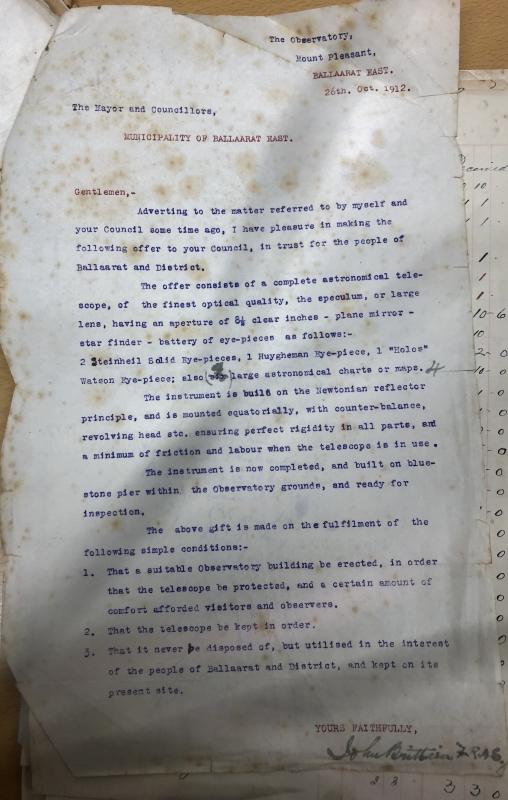 The Observatory,
Mount Pleasant,
BALLAARAT EAST.
26th. Oct. 1912.
The Mayor and Councillors,
MUNICIPALITY OF BALLAARAT EAST.
Gentlemen,-
Adverting to the matter referred to by myself and
your Council some time ago, I have pleasure in making the
following offer to your Council, in trust for the people of
Ballaarat and District.
The offer consists of a complete astronomical tele-
scope, of the finest optical quality, the speculum, or large
lens, having an aperture of 8½ clear inches - plane mirror -
star finder - battery of eye-pieces as follows:-
2 Steinheil Solid Eye-pieces, 1 Huygheman Eye-piece, 1 "Holos"
Watson Eye-piece; also large astronomical charts or maps. 4
The instrument is built on the Newtonian reflector
principle, and is mounted equatorially, with counter-balance,
revolving head etc. ensuring perfect rigidity in all parts, and
a minimum of friction and labour when the telescope is in use.
The instrument is now completed, and built on blue-
stone pier within the Observatory grounds, and ready for
inspection.
The above gift is made on the fulfilment of the
following simple conditions:-
1. That a suitable Observatory building be erected, in order
that the telescope be protected, and a certain amount of
comfort afforded visitors and observers.
2. That the telescope be kept in order.
3. That it never be disposed of, but utilised in the interest
of the people of Ballaarat and District, and kept on its
present site.
YOURS FAITHFULLY,
John Brittain F.R.A.S.